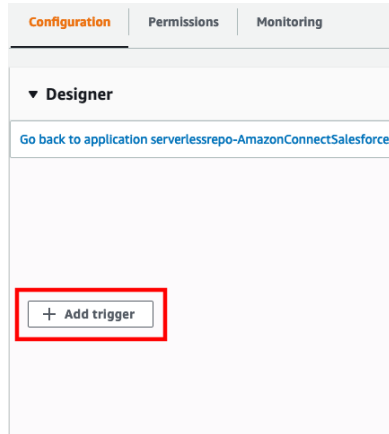 Configuration Permissions Monitoring
▼ Designer
Go back to application serverlessrepo-AmazonConnectSalesforce
+ Add trigger